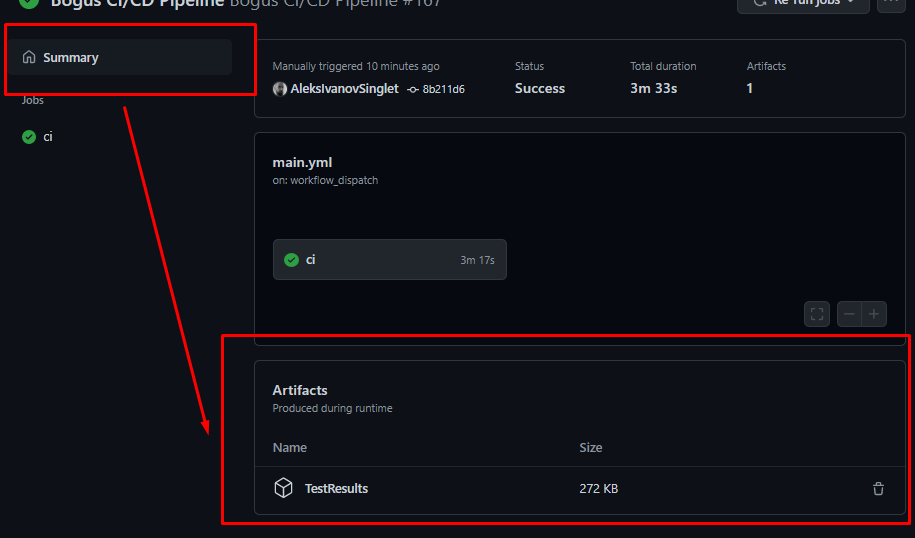 Bogus CI/CD Pipeline Bogus CI/CD Pipeline #167
Re-run jobs
Summary
Jobs
ci
Manually triggered 10 minutes ago
Status
Total duration
Artifacts
AleksIvanovSinglet 8b211d6
Success
3m 33s
1
main.yml
on: workflow_dispatch
ci
3m 17s
Artifacts
Produced during runtime
Name
Size
TestResults
272 KB